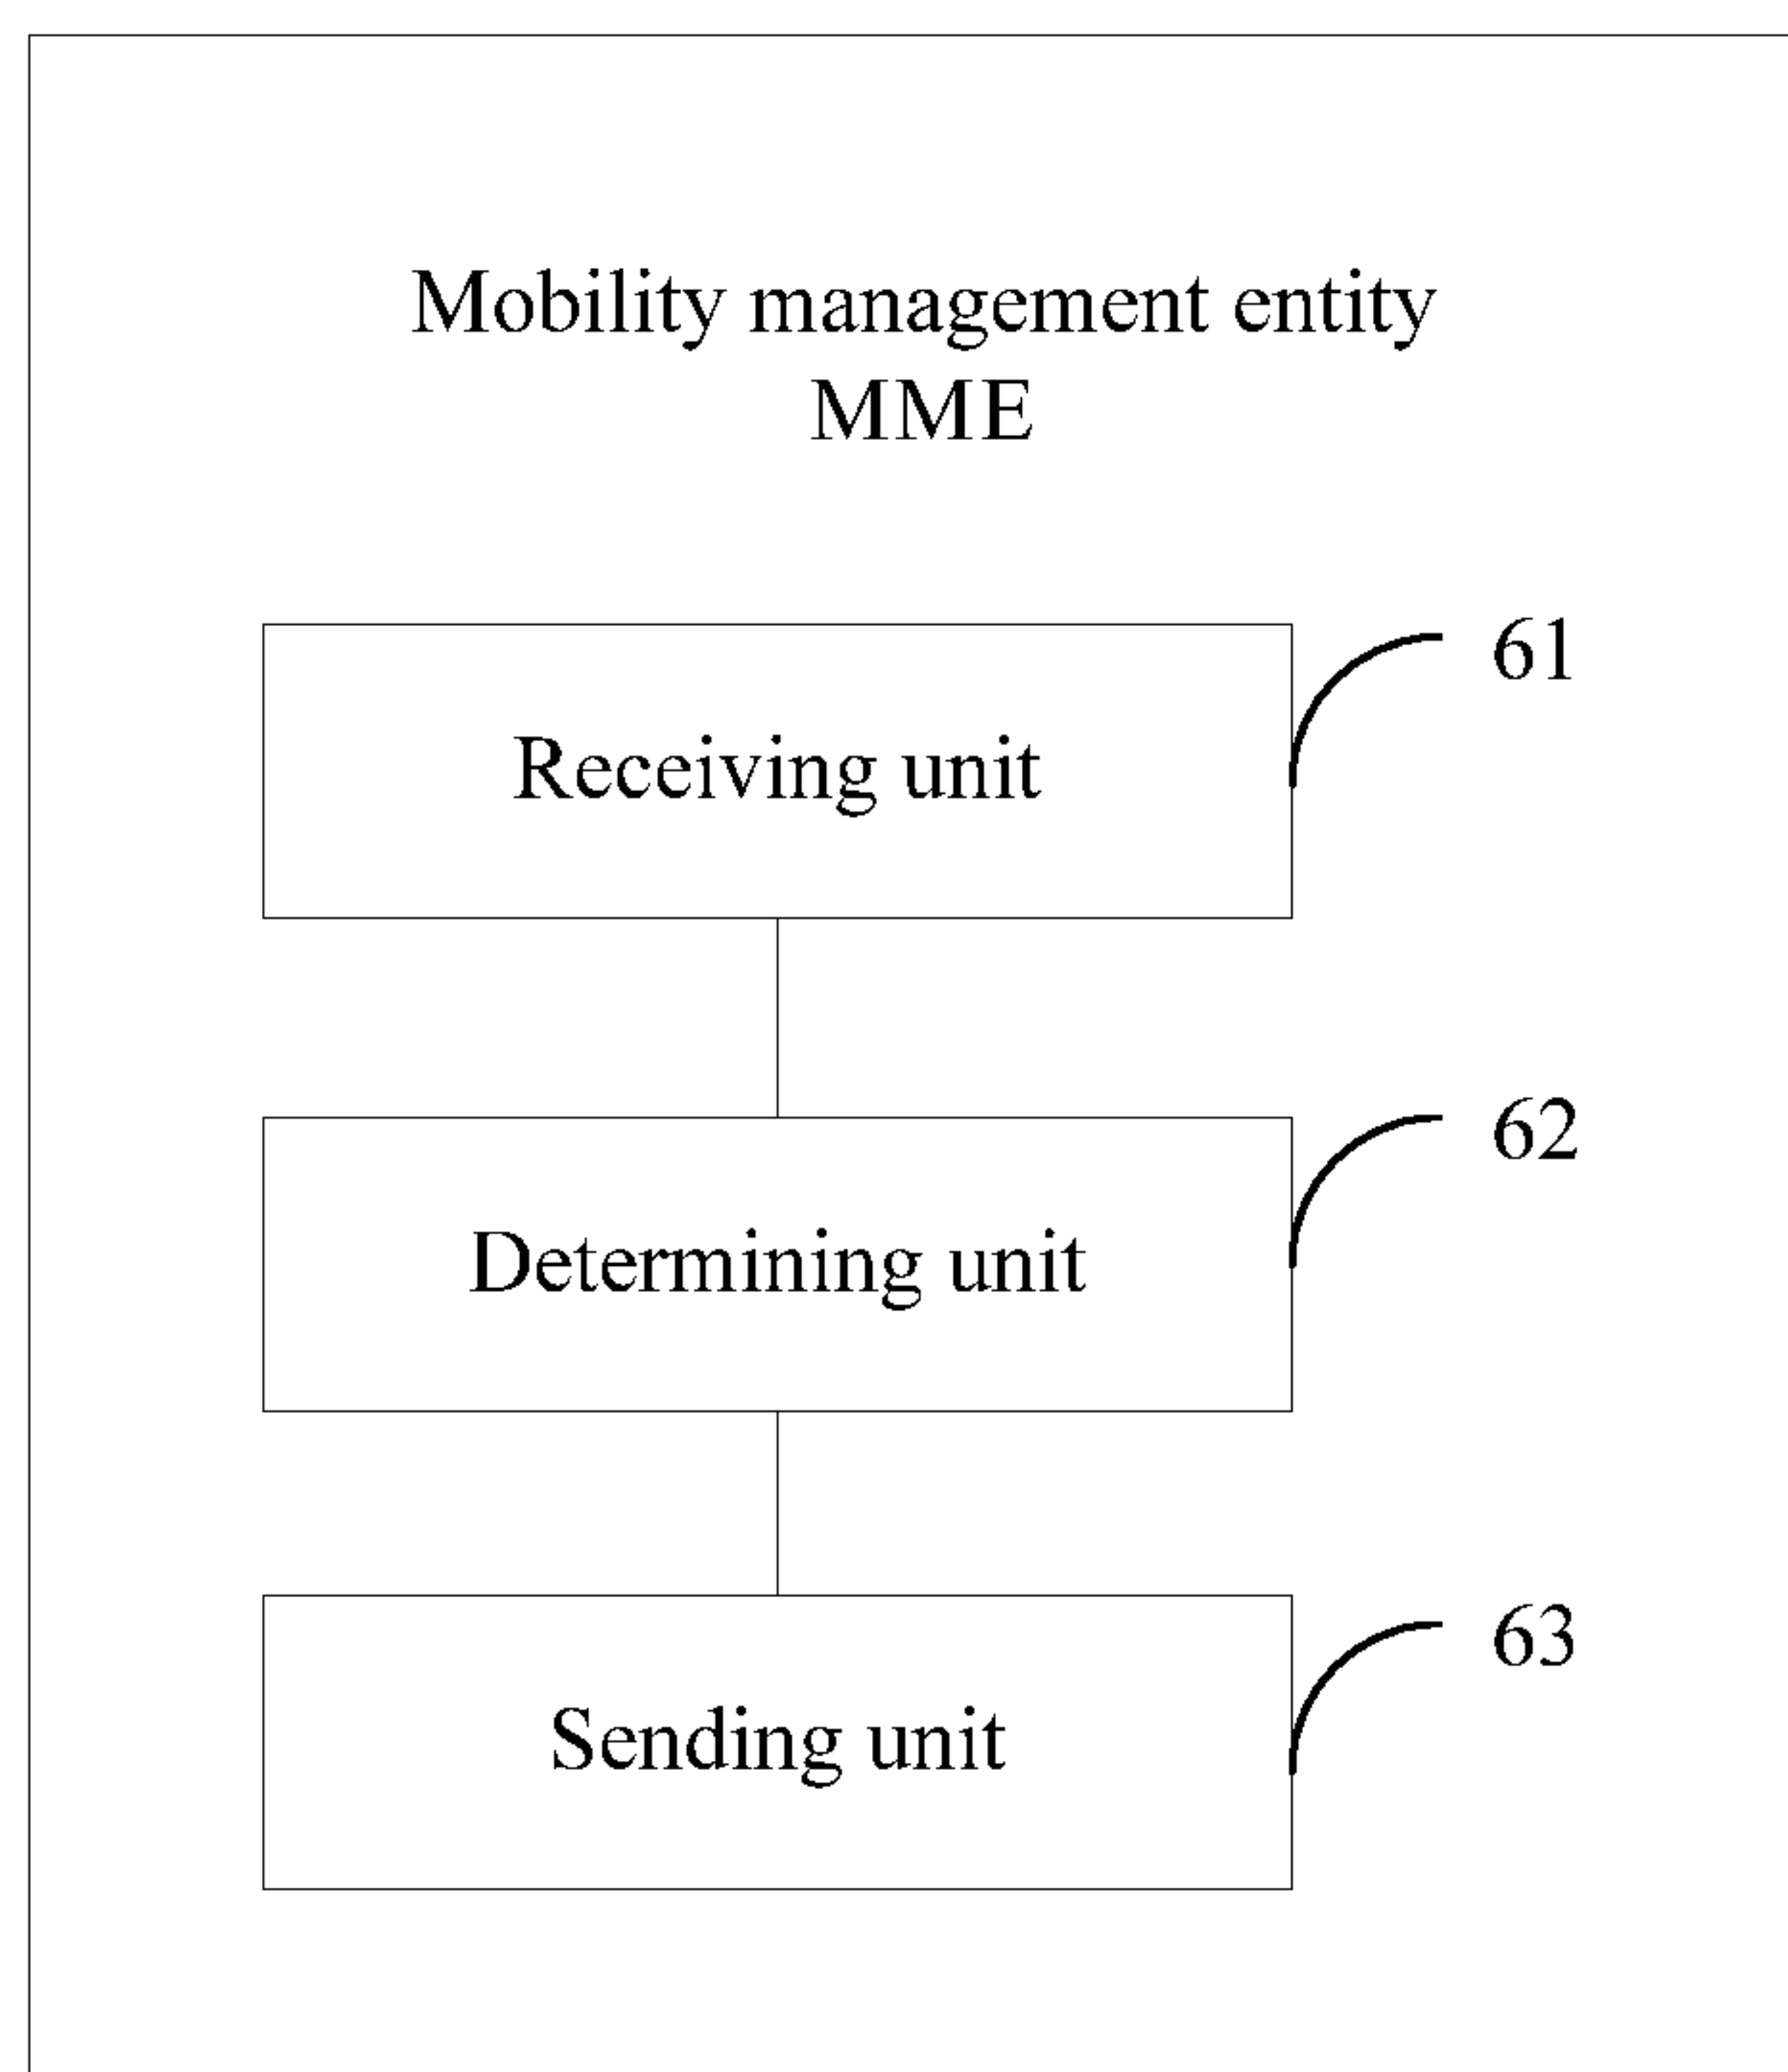 Mobility management entity
MME
Receiving unit
61
Determining unit
62
Sending unit
63